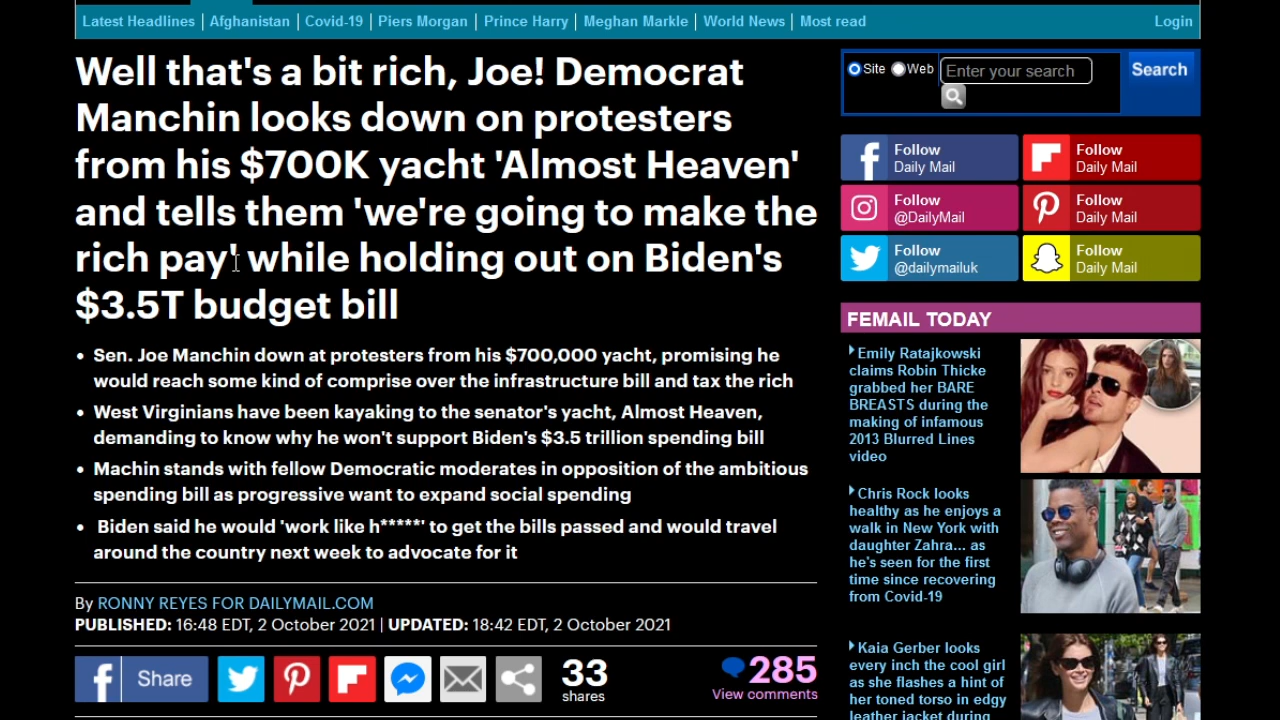 Latest Headlines | Afghanistan | Covid-19 | Piers Morgan | Prince Harry | Meghan Markle | World News | Most read
Login
Well that's a bit rich, Joe! Democrat
Manchin looks down on protesters
from his $700K yacht 'Almost Heaven'
and tells them 'we're going to make the
rich pay' while holding out on Biden's
$3.5T budget bill
• Sen. Joe Manchin down at protesters from his $700,000 yacht, promising he
would reach some kind of comprise over the infrastructure bill and tax the rich
• West Virginians have been kayaking to the senator's yacht, Almost Heaven,
demanding to know why he won't support Biden's $3.5 trillion spending bill
• Machin stands with fellow Democratic moderates in opposition of the ambitious
spending bill as progressive want to expand social spending
• Biden said he would 'work like h*****' to get the bills passed and would travel
around the country next week to advocate for it
By RONNY REYES FOR DAILYMAIL.COM
PUBLISHED: 16:48 EDT, 2 October 2021 | UPDATED: 18:42 EDT, 2 October 2021
Share
33
shares
285
View comments
Site Web Enter your search
Search
Follow
Daily Mail
Follow
Daily Mail
Follow
@DailyMail
Follow
Daily Mail
Follow
@dailymailuk
Follow
Daily Mail
FEMAIL TODAY
Emily Ratajkowski
claims Robin Thicke
grabbed her BARE
BREASTS during the
making of infamous
2013 Blurred Lines
video
Chris Rock looks
healthy as he enjoys a
walk in New York with
daughter Zahra... as
he's seen for the first
time since recovering
from Covid-19
Kaia Gerber looks
every inch the cool girl
as she flashes a hint of
her toned torso in edgy
leather jacket during